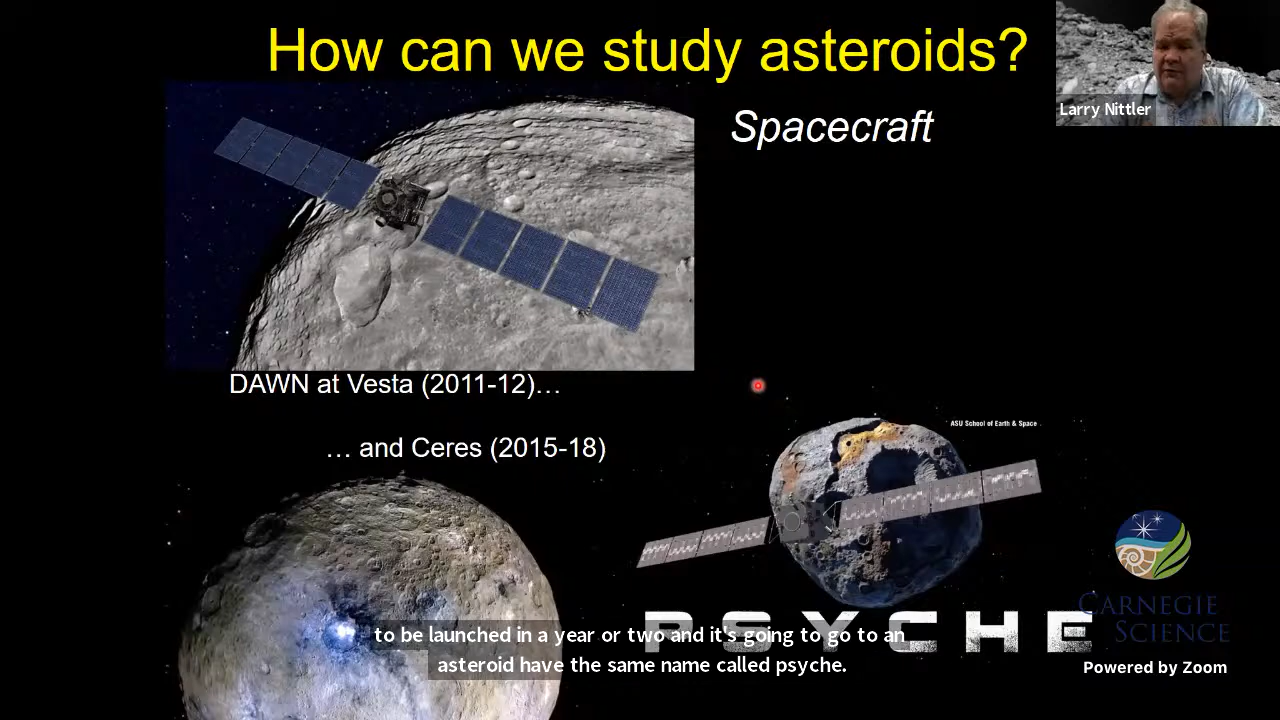 How can we study asteroids?
Larry Nittler
Spacecraft
DAWN at Vesta (2011-12)…
… and Ceres (2015-18)
ASU School of Earth & Space
PSYCHE
CARNEGIE
SCIENCE
to be launched in a year or two and it's going to go to an
asteroid have the same name called psyche.
Powered by Zoom